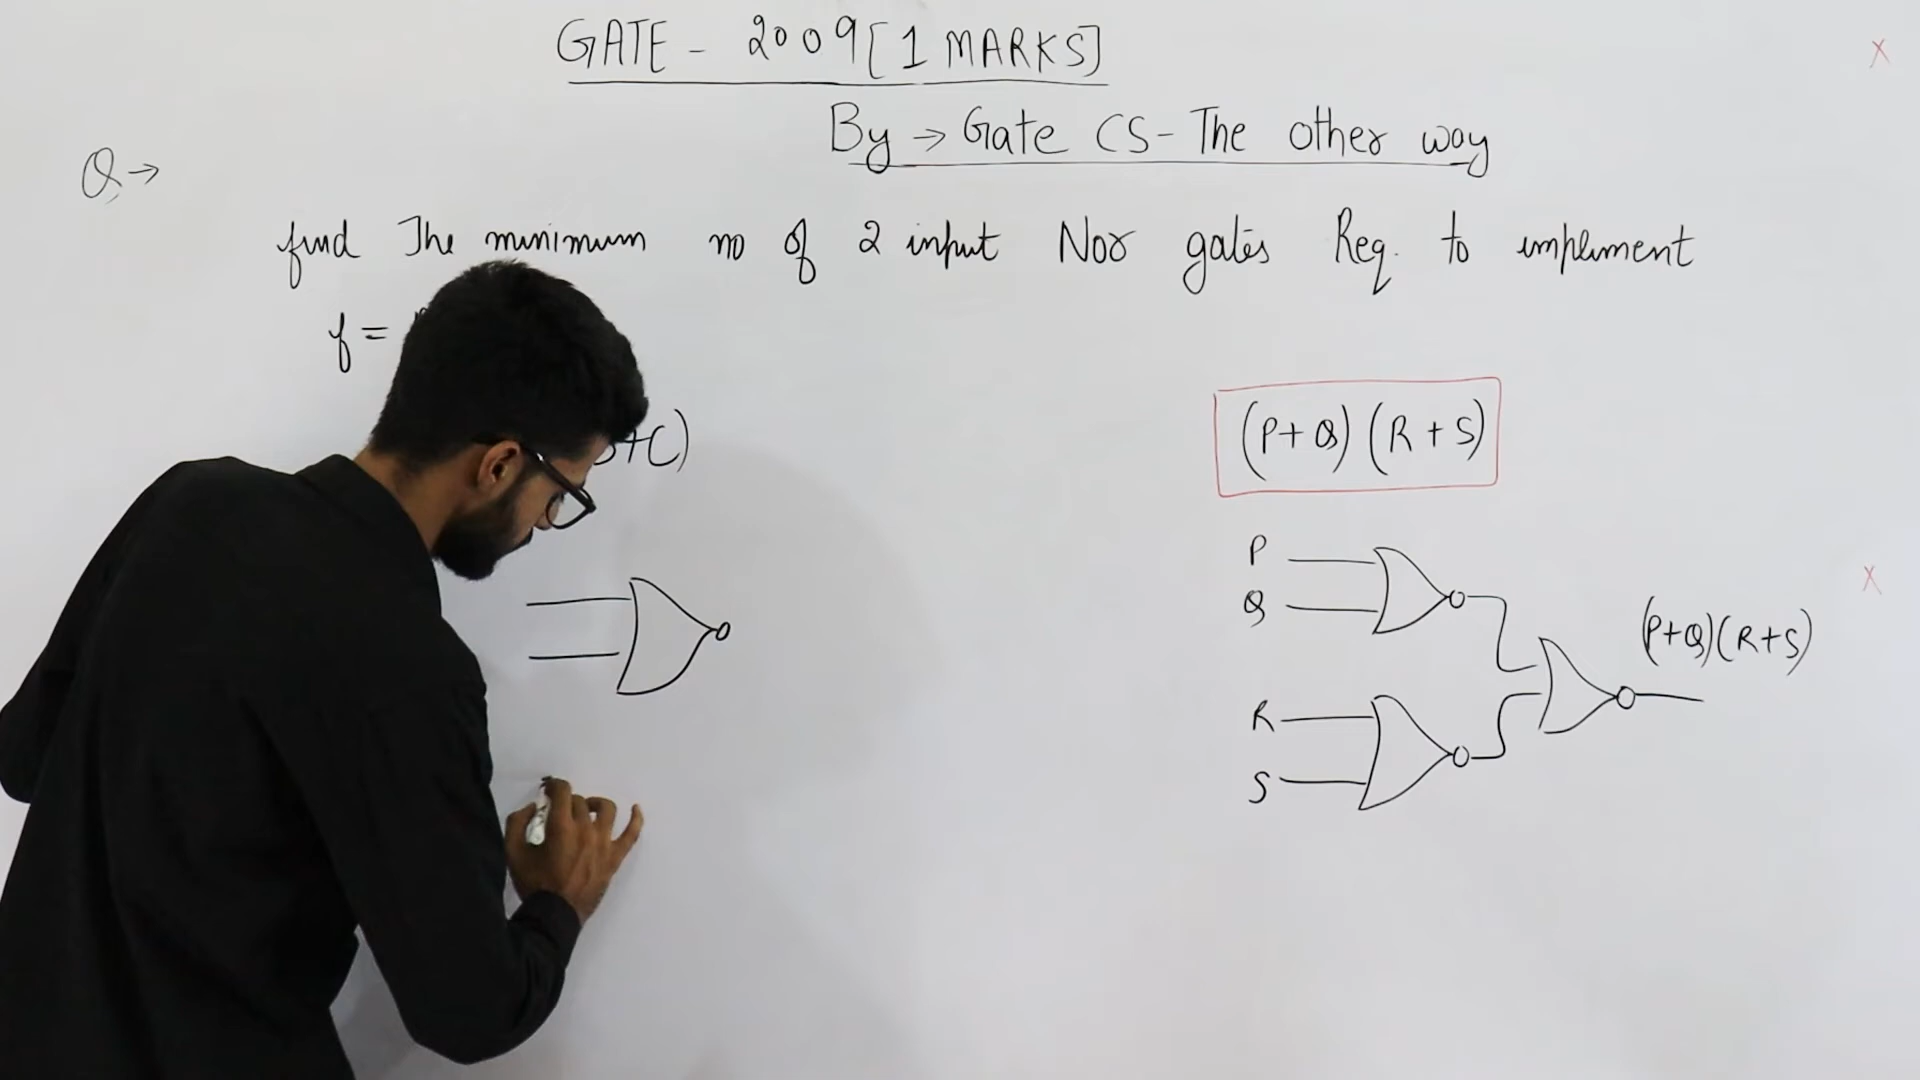 GATE - 2009 [1 MARKS]
By → Gate CS - The other way
Q →
find The minimum no of 2 input Nor gates Req. to implement
f =
+C)
(P+Q) (R+S)
P
Q
R
S
(P+Q)(R+S)
X
X